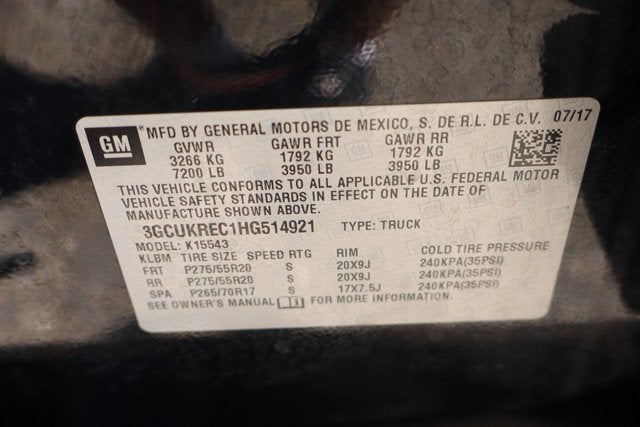 GM
MFD BY GENERAL MOTORS DE MEXICO, S. DE R.L. DE C.V. 07/17
GVWR GAWR FRT GAWR RR
3266 KG 1792 KG 1792 KG
7200 LB 3950 LB 3950 LB
THIS VEHICLE CONFORMS TO ALL APPLICABLE U.S. FEDERAL MOTOR
VEHICLE SAFETY STANDARDS IN EFFECT ON THE DATE OF
MANUFACTURE SHOWN ABOVE.
3GCUKREC1HG514921 TYPE: TRUCK
MODEL: K15543
KLBM TIRE SIZE SPEED RTG RIM COLD TIRE PRESSURE
FRT P275/55R20 S 20X9J 240KPA(35PSI)
RR P275/55R20 S 20X9J 240KPA(35PSI)
SPA P265/70R17 S 17X7.5J 240KPA(35PSI)
SEE OWNER'S MANUAL FOR MORE INFORMATION.